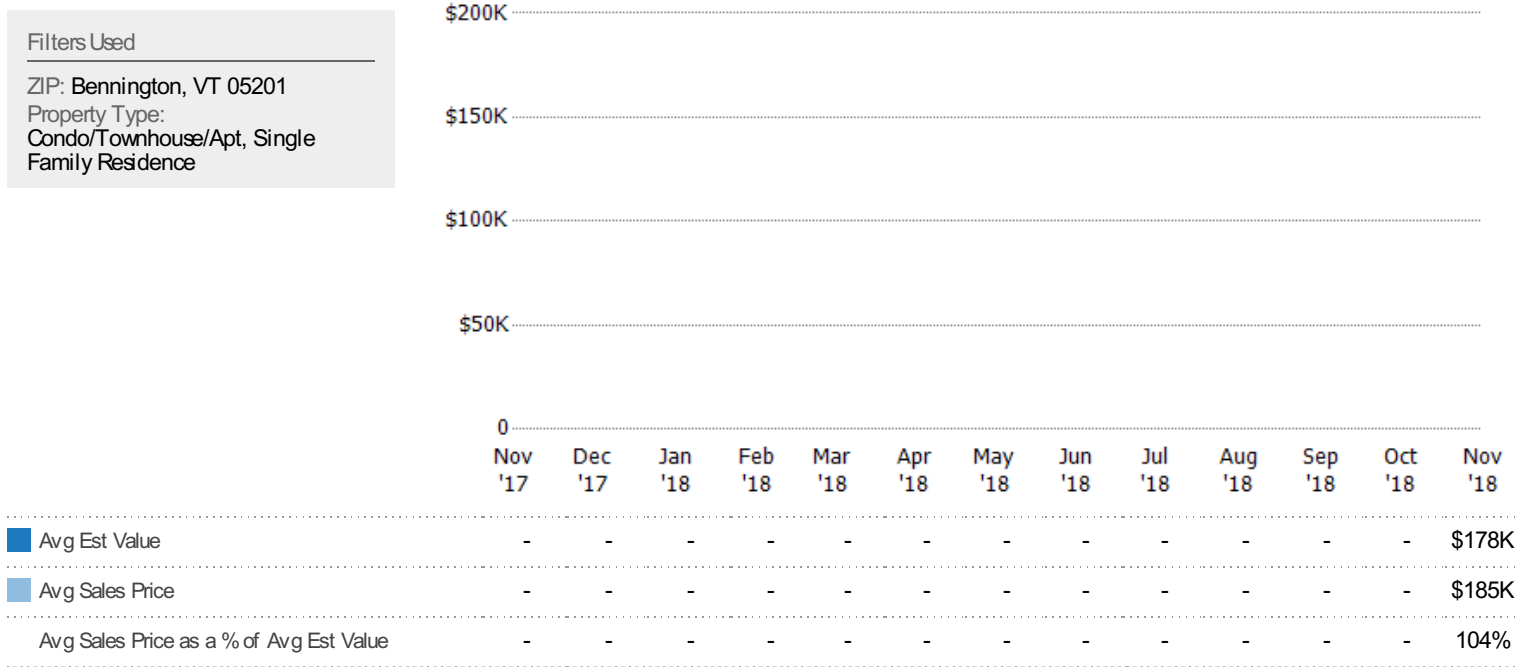 Filters Used
ZIP: Bennington, VT 05201
Property Type:
Condo/Townhouse/Apt, Single
Family Residence
$200K
$150K
$100K
$50K
0
Nov Dec Jan Feb Mar Apr May Jun Jul Aug Sep Oct Nov
'17 '17 '18 '18 '18 '18 '18 '18 '18 '18 '18 '18 '18
Avg Est Value - - - - - - - - - - - - $178K
Avg Sales Price - - - - - - - - - - - - $185K
Avg Sales Price as a % of Avg Est Value - - - - - - - - - - - - 104%